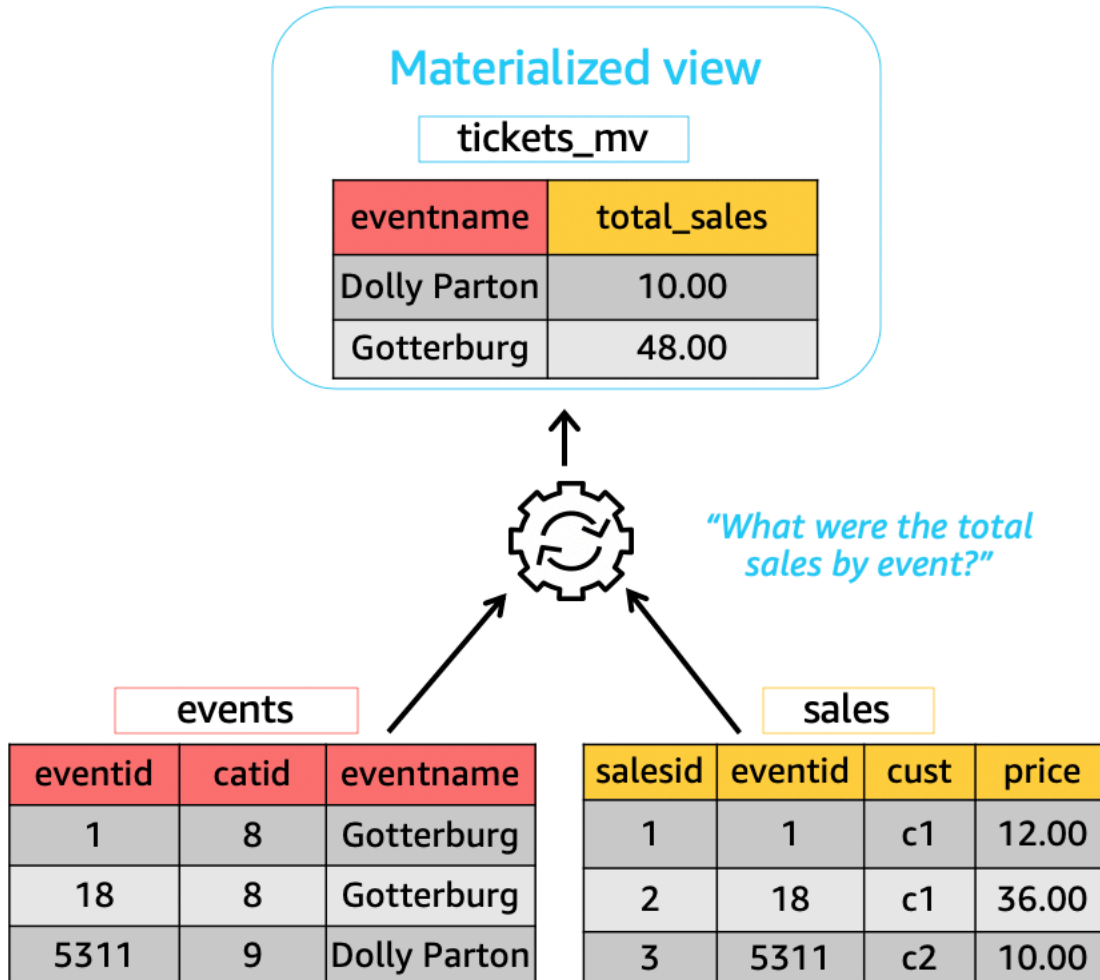 Materialized view
tickets_mv
eventname total_sales
Dolly Parton 10.00
Gotterburg 48.00
“What were the total
sales by event?”
events
eventid catid eventname
1 8 Gotterburg
18 8 Gotterburg
5311 9 Dolly Parton
sales
salesid eventid cust price
1 1 c1 12.00
2 18 c1 36.00
3 5311 c2 10.00